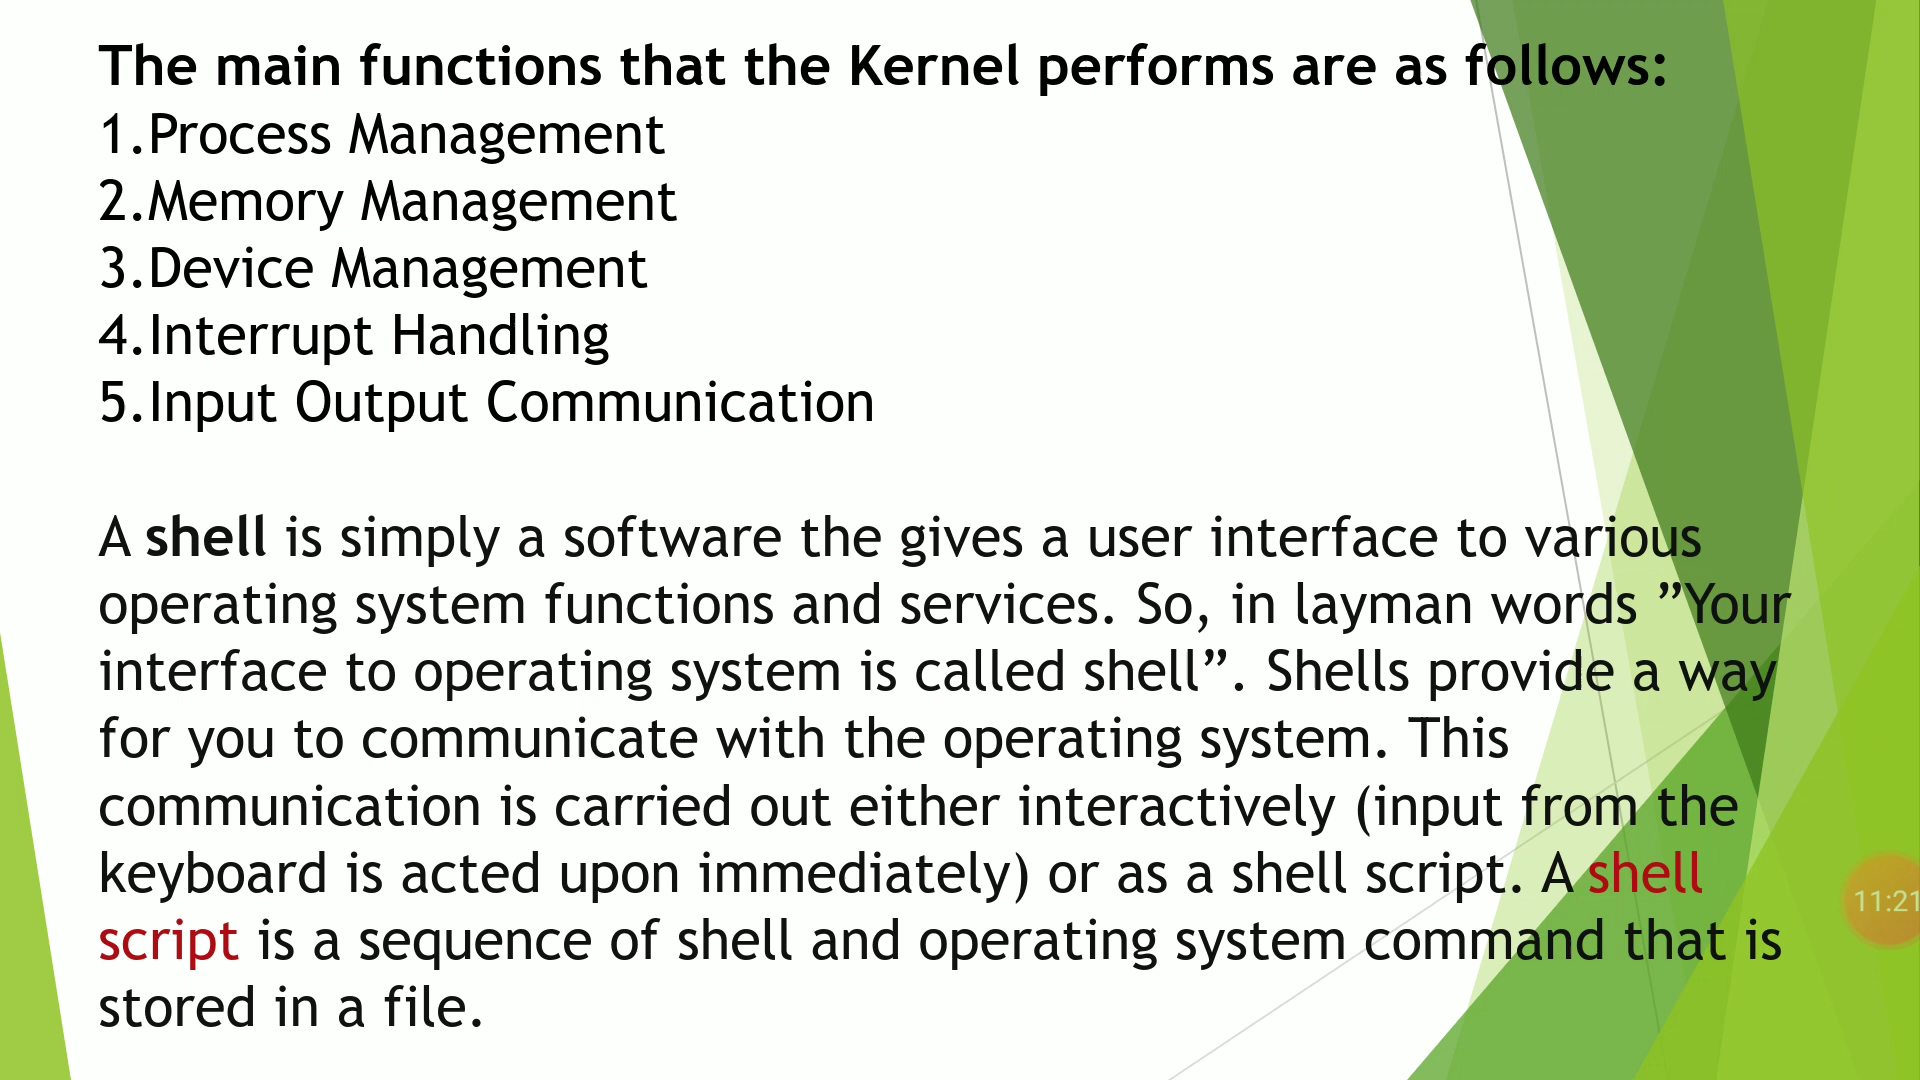 The main functions that the Kernel performs are as follows:
1.Process Management
2.Memory Management
3.Device Management
4.Interrupt Handling
5.Input Output Communication
A shell is simply a software the gives a user interface to various
operating system functions and services. So, in layman words ”Your
interface to operating system is called shell”. Shells provide a way
for you to communicate with the operating system. This
communication is carried out either interactively (input from the
keyboard is acted upon immediately) or as a shell script. A shell
script is a sequence of shell and operating system command that is
stored in a file.
11:21